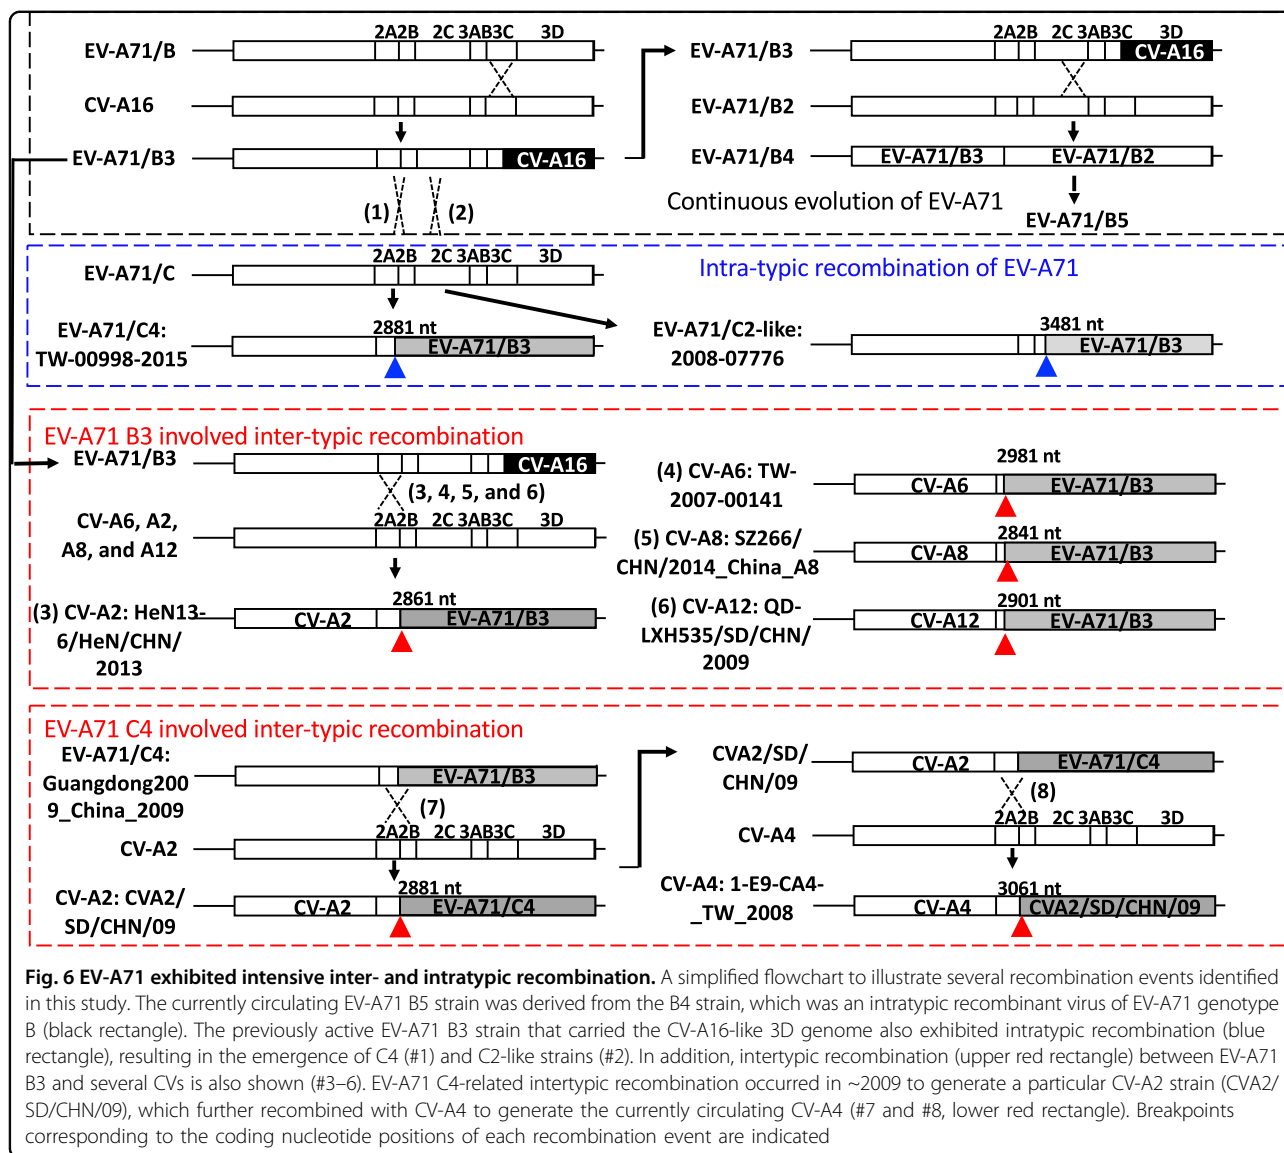 2A2B 2C 3AB3C 3D
EV-A71/B
CV-A16
EV-A71/B3 CV-A16
(1) (2)
2C 3AB3C 3D
EV-A71/B3 CV-A16
EV-A71/B2
EV-A71/B4 EV-A71/B3 EV-A71/B2
Continuous evolution of EV-A71
EV-A71/B5
Intra-typic recombination of EV-A71
2A2B 2C 3AB3C 3D
EV-A71/C
EV-A71/C4:
TW-00998-2015
2881 nt
EV-A71/B3
EV-A71/C2-like:
2008-07776
3481 nt
EV-A71/B3
EV-A71 B3 involved inter-typic recombination
EV-A71/B3 CV-A16
(3, 4, 5, and 6)
2A2B 2C 3AB3C 3D
CV-A6, A2,
A8, and A12
(3) CV-A2: HeN13-
6/HeN/CHN/
2013
2861 nt
CV-A2 EV-A71/B3
(4) CV-A6: TW-
2007-00141
2981 nt
CV-A6 EV-A71/B3
(5) CV-A8: SZ266/
CHN/2014_China_A8
2841 nt
CV-A8 EV-A71/B3
(6) CV-A12: QD-
LXH535/SD/CHN/
2009
2901 nt
CV-A12 EV-A71/B3
EV-A71 C4 involved inter-typic recombination
EV-A71/C4:
Guangdong200
9_China_2009
EV-A71/B3
(7)
2A2B 2C 3AB3C 3D
CV-A2
CV-A2: CVA2/
SD/CHN/09
2881 nt
CV-A2 EV-A71/C4
CVA2/SD/
CHN/09
CV-A2 EV-A71/C4
(8)
2A2B 2C 3AB3C 3D
CV-A4
CV-A4: 1-E9-CA4-
_TW_2008
3061 nt
CV-A4 CVA2/SD/CHN/09
Fig. 6 EV-A71 exhibited intensive inter- and intratypic recombination. A simplified flowchart to illustrate several recombination events identified
in this study. The currently circulating EV-A71 B5 strain was derived from the B4 strain, which was an intratypic recombinant virus of EV-A71 genotype
B (black rectangle). The previously active EV-A71 B3 strain that carried the CV-A16-like 3D genome also exhibited intratypic recombination (blue
rectangle), resulting in the emergence of C4 (#1) and C2-like strains (#2). In addition, intertypic recombination (upper red rectangle) between EV-A71
B3 and several CVs is also shown (#3–6). EV-A71 C4-related intertypic recombination occurred in ~2009 to generate a particular CV-A2 strain (CVA2/
SD/CHN/09), which further recombined with CV-A4 to generate the currently circulating CV-A4 (#7 and #8, lower red rectangle). Breakpoints
corresponding to the coding nucleotide positions of each recombination event are indicated